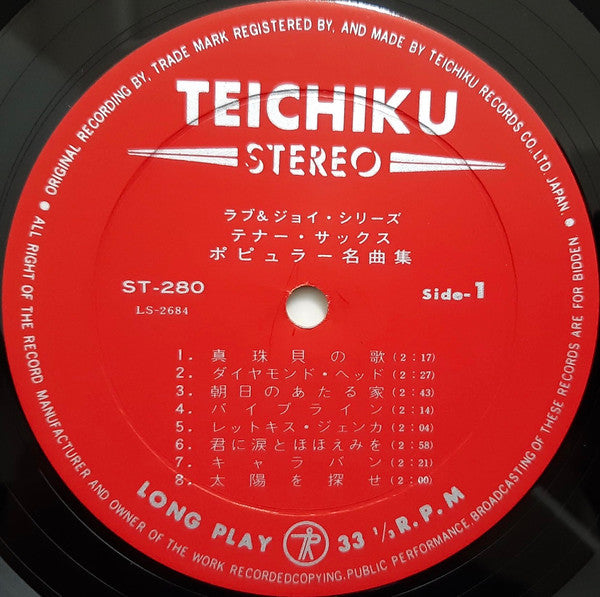 ORIGINAL RECORDING BY, TRADE MARK REGISTERED BY, AND MADE BY TEICHIKU RECORDS CO., LTD, JAPAN.
TEICHIKU
STEREO
ラブ&ジョイ・シリーズ
テナー・サックス
ポピュラー名曲集
ST-280
Side-1
LS-2684
1. 真珠貝の歌(2:17)
2. ダイヤモンド・ヘッド(2:27)
3. 朝日のあたる家(2:43)
4. パイプライン(2:14)
5. レットキス・ジェンカ(2:04)
6. 君に涙とほほえみを(2:58)
7. キャラバン(2:21)
8. 太陽を探せ(2:00)
LONG PLAY
33 1/3 R.P.M
ALL RIGHT OF THE RECORD MANUFACTURER AND OWNER OF THE WORK RECORDEDCOPYING.PUBLIC PERFORMANCE.BROADCASTING OF THESE RECORDS ARE FOR BIDDEN